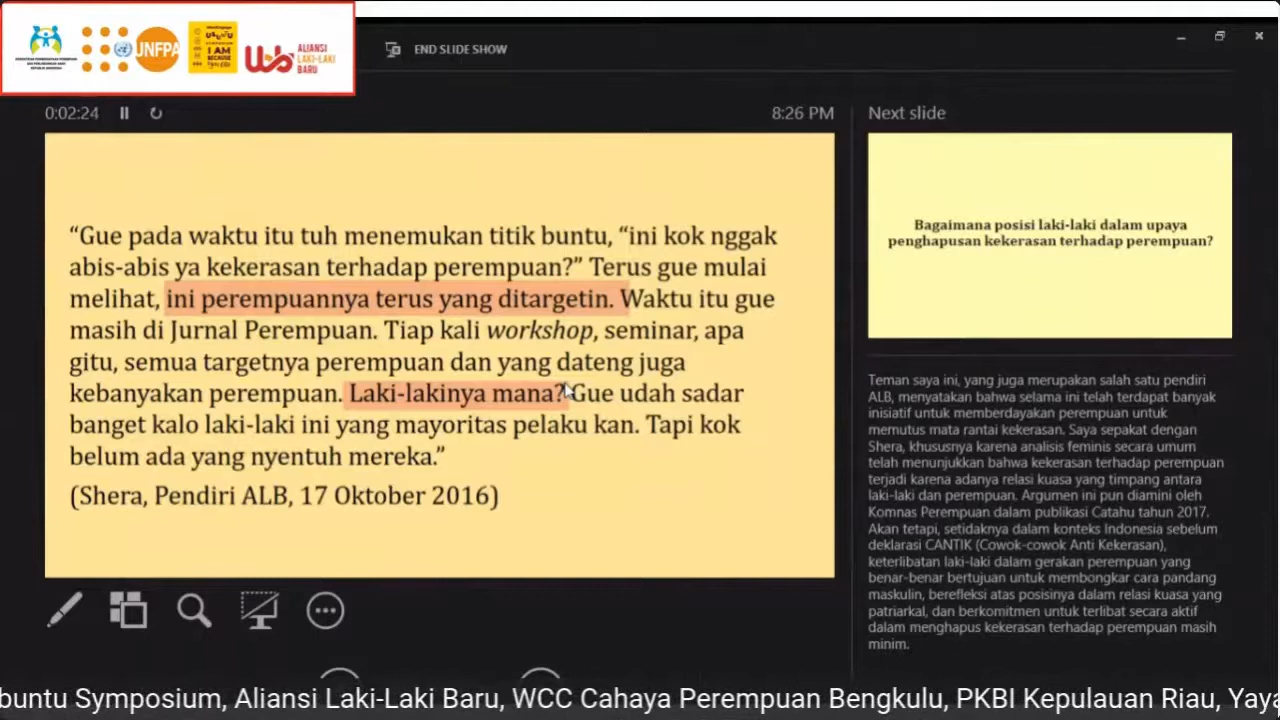 UNFPA
I AM
BECAUSE
ALIANSI
LAKI-LAKI
BARU
END SLIDE SHOW
0:02:24
8:26 PM
“Gue pada waktu itu tuh menemukan titik buntu, “ini kok nggak
abis-abis ya kekerasan terhadap perempuan?” Terus gue mulai
melihat, ini perempuannya terus yang ditargetin. Waktu itu gue
masih di Jurnal Perempuan. Tiap kali workshop, seminar, apa
gitu, semua targetnya perempuan dan yang dateng juga
kebanyakan perempuan. Laki-lakinya mana? Gue udah sadar
banget kalo laki-laki ini yang mayoritas pelaku kan. Tapi kok
belum ada yang nyentuh mereka.”
(Shera, Pendiri ALB, 17 Oktober 2016)
Next slide
Bagaimana posisi laki-laki dalam upaya
penghapusan kekerasan terhadap perempuan?
Teman saya ini, yang juga merupakan salah satu pendiri
ALB, menyatakan bahwa selama ini telah terdapat banyak
inisiatif untuk memberdayakan perempuan untuk
memutus mata rantai kekerasan. Saya sepakat dengan
Shera, khususnya karena analisis feminis secara umum
telah menunjukkan bahwa kekerasan terhadap perempuan
terjadi karena adanya relasi kuasa yang timpang antara
laki-laki dan perempuan. Argumen ini pun diamini oleh
Komnas Perempuan dalam publikasi Catahu tahun 2017.
Akan tetapi, setidaknya dalam konteks Indonesia sebelum
deklarasi CANTIK (Cowok-cowok Anti Kekerasan),
keterlibatan laki-laki dalam gerakan perempuan yang
benar-benar bertujuan untuk membongkar cara pandang
maskulin, berefleksi atas posisinya dalam relasi kuasa yang
patriarkal, dan berkomitmen untuk terlibat secara aktif
dalam menghapus kekerasan terhadap perempuan masih
minim.
buntu Symposium, Aliansi Laki-Laki Baru, WCC Cahaya Perempuan Bengkulu, PKBI Kepulauan Riau, Yaya